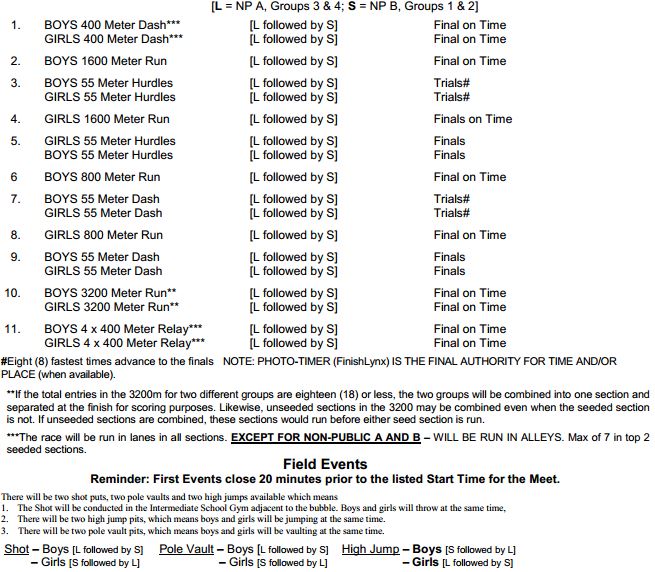 [L = NP A, Groups 3 & 4; S = NP B, Groups 1 & 2]
1. BOYS 400 Meter Dash*** [L followed by S] Final on Time
GIRLS 400 Meter Dash*** [L followed by S] Final on Time
2. BOYS 1600 Meter Run [L followed by S] Final on Time
3. BOYS 55 Meter Hurdles [L followed by S] Trials#
GIRLS 55 Meter Hurdles [L followed by S] Trials#
4. GIRLS 1600 Meter Run [L followed by S] Finals on Time
5. GIRLS 55 Meter Hurdles [L followed by S] Finals
BOYS 55 Meter Hurdles [L followed by S] Finals
6 BOYS 800 Meter Run [L followed by S] Final on Time
7. BOYS 55 Meter Dash [L followed by S] Trials#
GIRLS 55 Meter Dash [L followed by S] Trials#
8. GIRLS 800 Meter Run [L followed by S] Final on Time
9. BOYS 55 Meter Dash [L followed by S] Finals
GIRLS 55 Meter Dash [L followed by S] Finals
10. BOYS 3200 Meter Run** [L followed by S] Final on Time
GIRLS 3200 Meter Run** [L followed by S] Final on Time
11. BOYS 4 x 400 Meter Relay*** [L followed by S] Final on Time
GIRLS 4 x 400 Meter Relay*** [L followed by S] Final on Time
#Eight (8) fastest times advance to the finals NOTE: PHOTO-TIMER (FinishLynx) IS THE FINAL AUTHORITY FOR TIME AND/OR
PLACE (when available).
**If the total entries in the 3200m for two different groups are eighteen (18) or less, the two groups will be combined into one section and
separated at the finish for scoring purposes. Likewise, unseeded sections in the 3200 may be combined even when the seeded section
is not. If unseeded sections are combined, these sections would run before either seed section is run.
***The race will be run in lanes in all sections. EXCEPT FOR NON-PUBLIC A AND B – WILL BE RUN IN ALLEYS. Max of 7 in top 2
seeded sections.
Field Events
Reminder: First Events close 20 minutes prior to the listed Start Time for the Meet.
There will be two shot puts, two pole vaults and two high jumps available which means
1. The Shot will be conducted in the Intermediate School Gym adjacent to the bubble. Boys and girls will throw at the same time,
2. There will be two high jump pits, which means boys and girls will be jumping at the same time.
3. There will be two pole vault pits, which means boys and girls will be vaulting at the same time.
Shot – Boys [L followed by S] Pole Vault – Boys [L followed by S] High Jump – Boys [S followed by L]
– Girls [S followed by L] – Girls [S followed by L] – Girls [L followed by S]